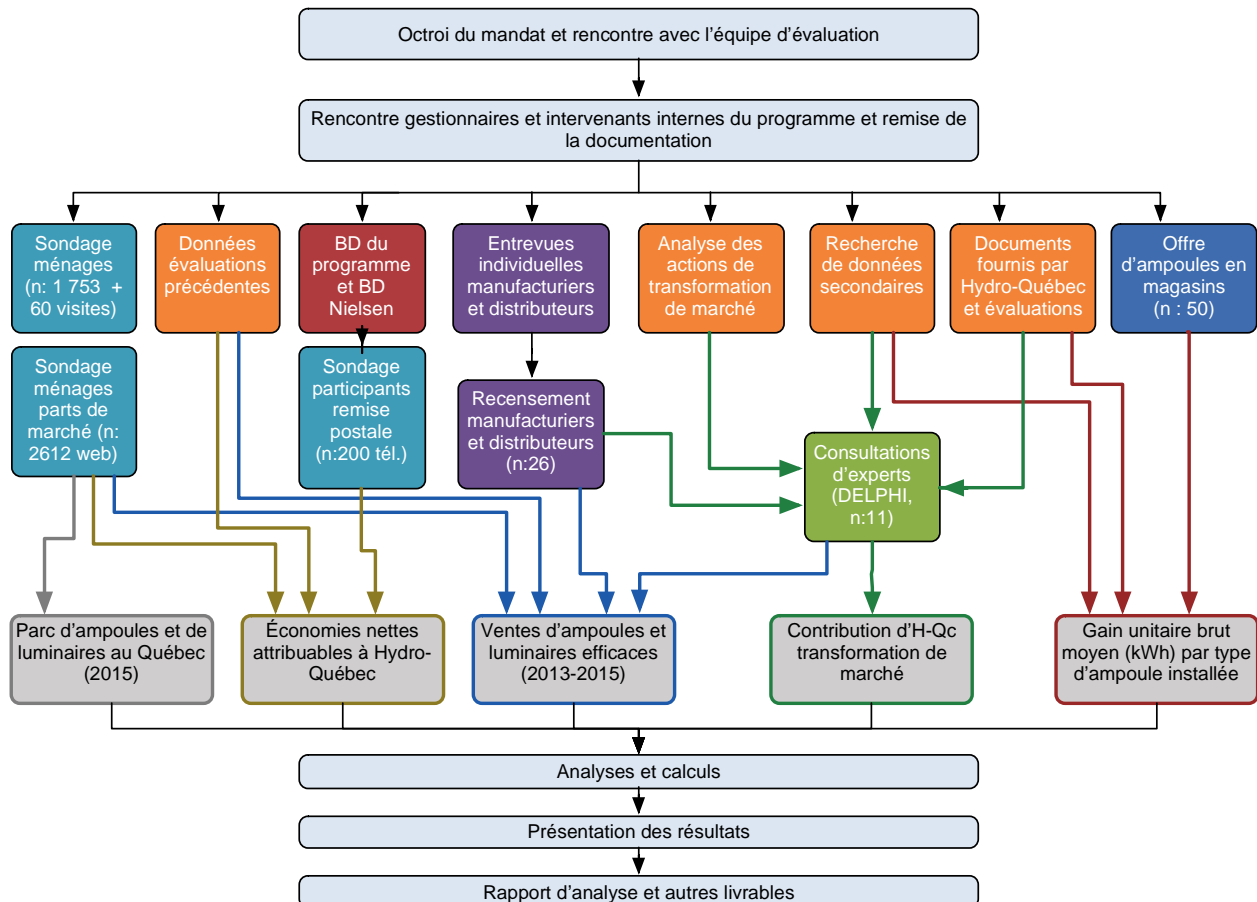 Octroi du mandat et rencontre avec l'équipe d'évaluation
Rencontre gestionnaires et intervenants internes du programme et remise de
la documentation
Sondage
ménages
(n: 1 753 +
60 visites)
Données
évaluations
précédentes
BD du
programme
et BD
Nielsen
Entrevues
individuelles
manufacturiers
et distributeurs
Analyse des
actions de
transformation
de marché
Recherche
de données
secondaires
Documents
fournis par
Hydro-Québec
et évaluations
Offre
d'ampoules en
magasins
(n : 50)
Sondage
ménages
parts de
marché (n:
2612 web)
Sondage
participants
remise
postale
(n:200 tél.)
Recensement
manufacturiers
et distributeurs
(n:26)
Consultations
d'experts
(DELPHI,
n:11)
Parc d'ampoules et de
luminaires au Québec
(2015)
Économies nettes
attribuables à Hydro-
Québec
Ventes d'ampoules et
luminaires efficaces
(2013-2015)
Contribution d'H-Qc
transformation de
marché
Gain unitaire brut
moyen (kWh) par type
d'ampoule installée
Analyses et calculs
Présentation des résultats
Rapport d'analyse et autres livrables